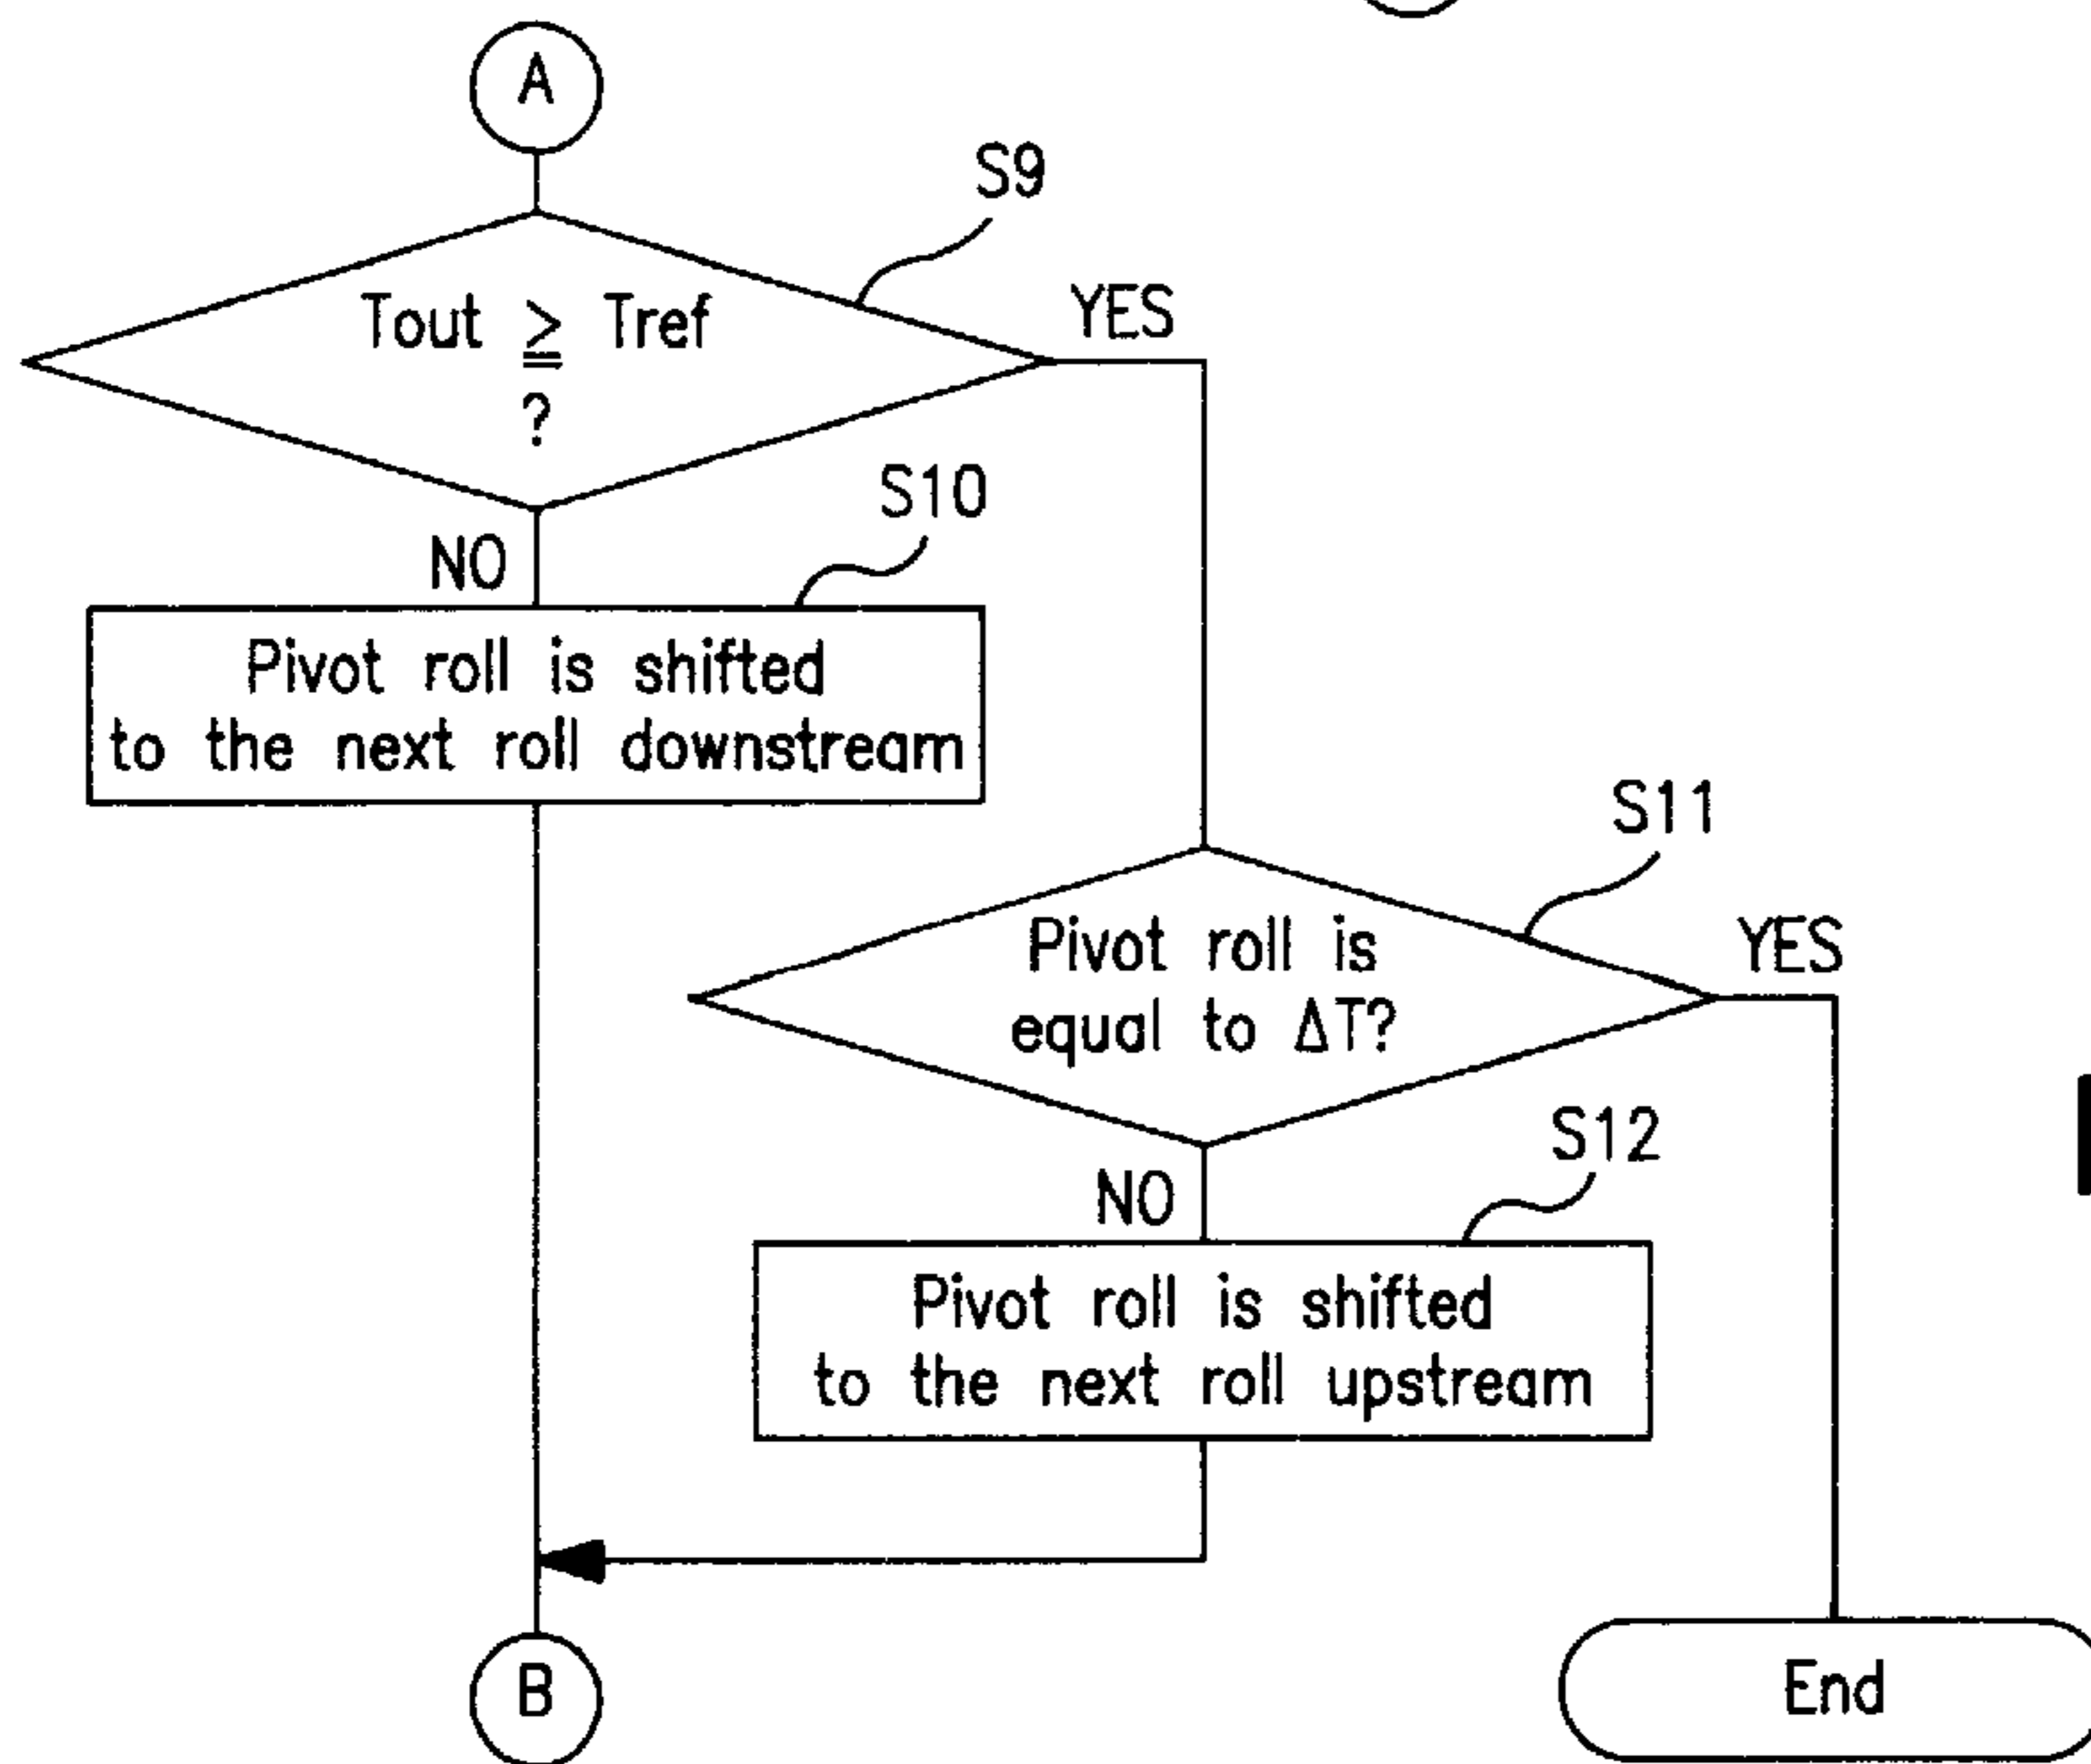 A
S9
Tout ≧ Tref
?
YES
S10
NO
Pivot roll is shifted
to the next roll downstream
S11
Pivot roll is
equal to ΔT?
YES
S12
NO
Pivot roll is shifted
to the next roll upstream
B
End